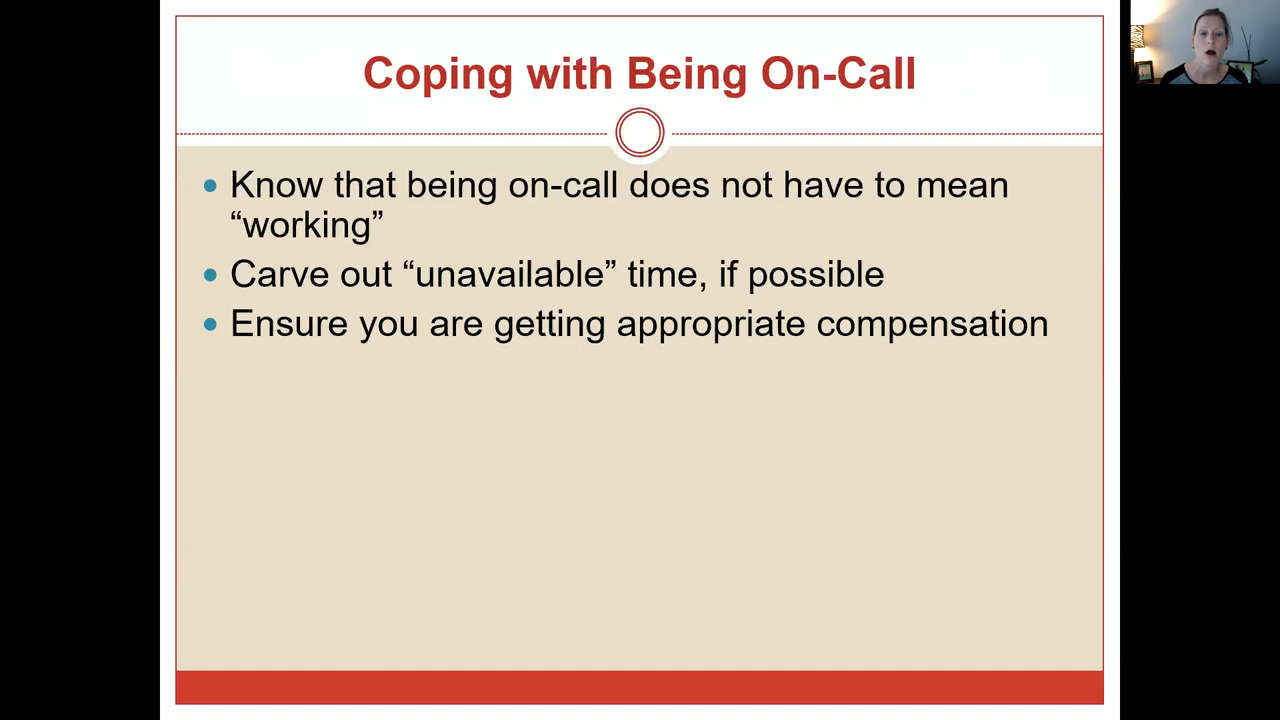 Coping with Being On-Call
Know that being on-call does not have to mean
“working”
Carve out “unavailable” time, if possible
Ensure you are getting appropriate compensation